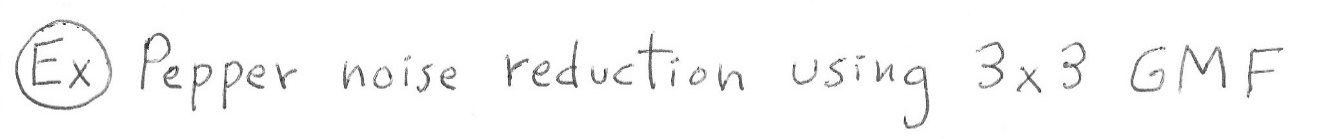 Ex Pepper noise reduction using 3x3 GMF